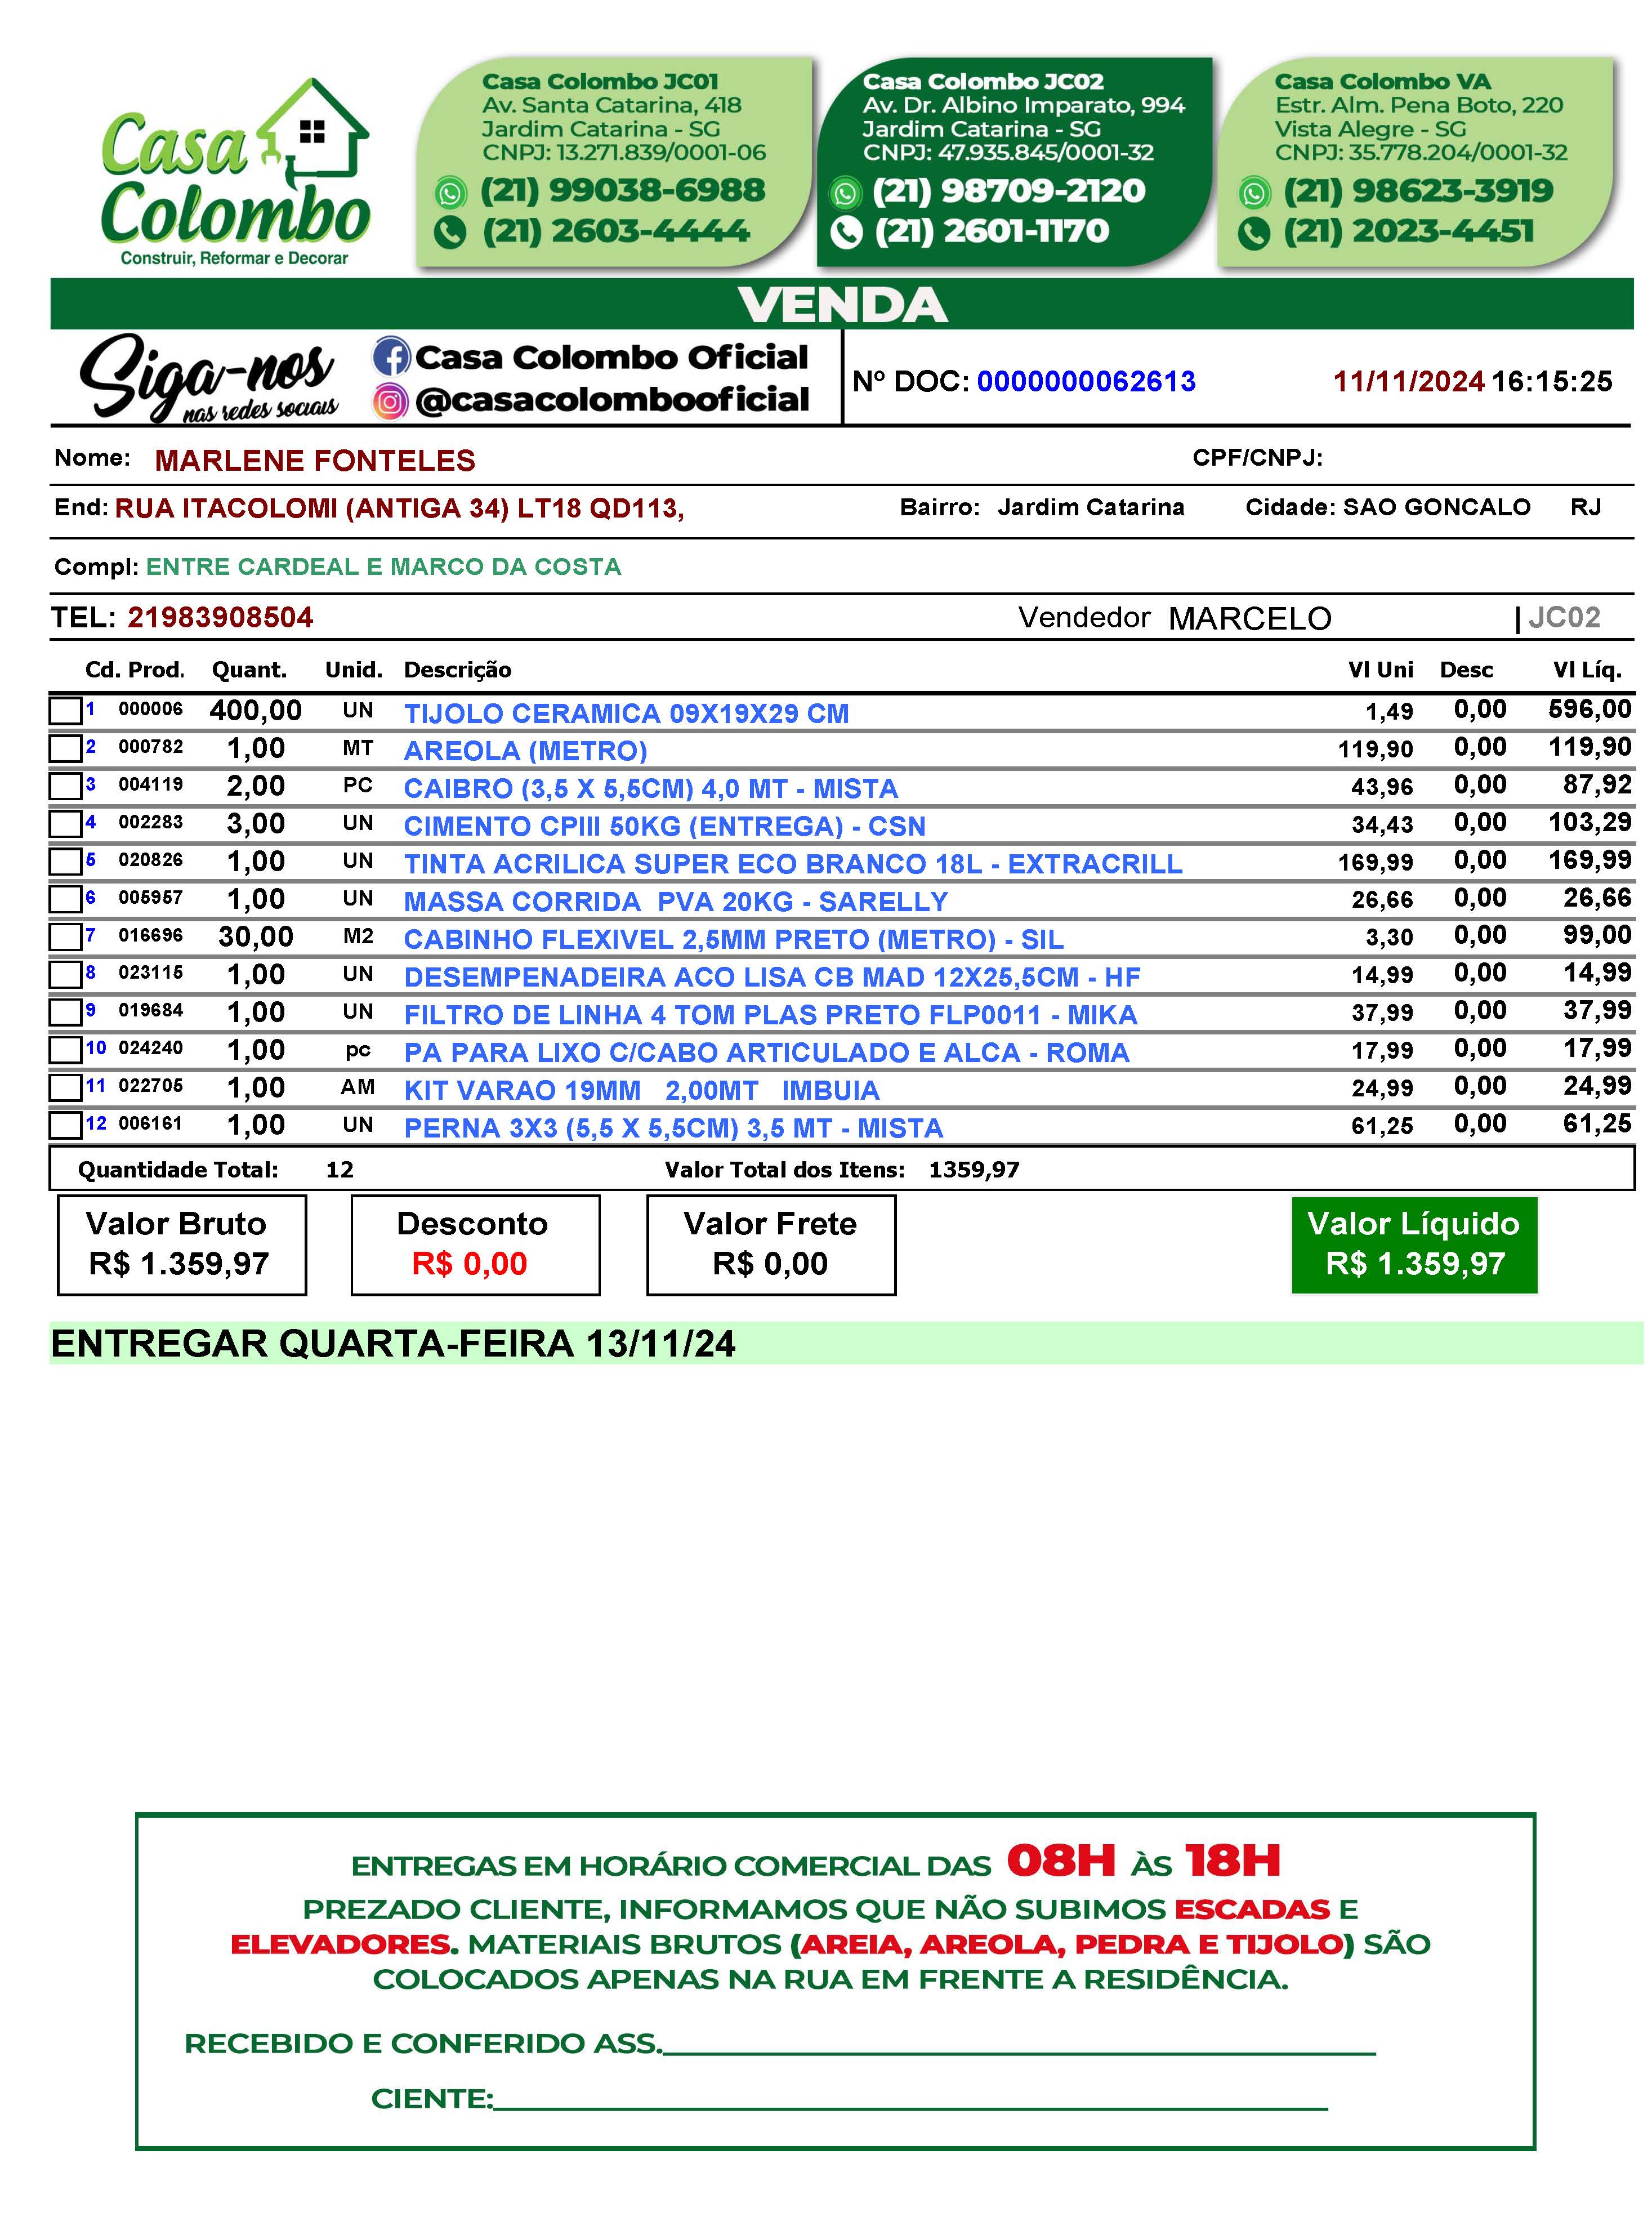 Casa
Colombo
Construir, Reformar e Decorar
Casa Colombo JC01
Av. Santa Catarina, 418
Jardim Catarina - SG
CNPJ: 13.271.839/0001-06
(21) 99038-6988
(21) 2603-4444
Casa Colombo JC02
Av. Dr. Albino Imparato, 994
Jardim Catarina - SG
CNPJ: 47.935.845/0001-32
(21) 98709-2120
(21) 2601-1170
Casa Colombo VA
Estr. Alm. Pena Boto, 220
Vista Alegre - SG
CNPJ: 35.778.204/0001-32
(21) 98623-3919
(21) 2023-4451
VENDA
Siga-nos
nas redes sociais
Casa Colombo Oficial
@casacolombooficial
Nº DOC: 0000000062613 11/11/2024 16:15:25
Nome: MARLENE FONTELES CPF/CNPJ:
End: RUA ITACOLOMI (ANTIGA 34) LT18 QD113, Bairro: Jardim Catarina Cidade: SAO GONCALO RJ
Compl: ENTRE CARDEAL E MARCO DA COSTA
TEL: 21983908504 Vendedor MARCELO | JC02
Cd. Prod. Quant. Unid. Descrição Vl Uni Desc Vl Líq.
1 000006 400,00 UN TIJOLO CERAMICA 09X19X29 CM 1,49 0,00 596,00
2 000782 1,00 MT AREOLA (METRO) 119,90 0,00 119,90
3 004119 2,00 PC CAIBRO (3,5 X 5,5CM) 4,0 MT - MISTA 43,96 0,00 87,92
4 002283 3,00 UN CIMENTO CPIII 50KG (ENTREGA) - CSN 34,43 0,00 103,29
5 020826 1,00 UN TINTA ACRILICA SUPER ECO BRANCO 18L - EXTRACRILL 169,99 0,00 169,99
6 005957 1,00 UN MASSA CORRIDA PVA 20KG - SARELLY 26,66 0,00 26,66
7 016696 30,00 M2 CABINHO FLEXIVEL 2,5MM PRETO (METRO) - SIL 3,30 0,00 99,00
8 023115 1,00 UN DESEMPENADEIRA ACO LISA CB MAD 12X25,5CM - HF 14,99 0,00 14,99
9 019684 1,00 UN FILTRO DE LINHA 4 TOM PLAS PRETO FLP0011 - MIKA 37,99 0,00 37,99
10 024240 1,00 pc PA PARA LIXO C/CABO ARTICULADO E ALCA - ROMA 17,99 0,00 17,99
11 022705 1,00 AM KIT VARAO 19MM 2,00MT IMBUIA 24,99 0,00 24,99
12 006161 1,00 UN PERNA 3X3 (5,5 X 5,5CM) 3,5 MT - MISTA 61,25 0,00 61,25
Quantidade Total: 12 Valor Total dos Itens: 1359,97
Valor Bruto Desconto Valor Frete Valor Líquido
R$ 1.359,97 R$ 0,00 R$ 0,00 R$ 1.359,97
ENTREGAR QUARTA-FEIRA 13/11/24
ENTREGAS EM HORÁRIO COMERCIAL DAS 08H ÀS 18H
PREZADO CLIENTE, INFORMAMOS QUE NÃO SUBIMOS ESCADAS E
ELEVADORES. MATERIAIS BRUTOS (AREIA, AREOLA, PEDRA E TIJOLO) SÃO
COLOCADOS APENAS NA RUA EM FRENTE A RESIDÊNCIA.
RECEBIDO E CONFERIDO ASS.
CIENTE: